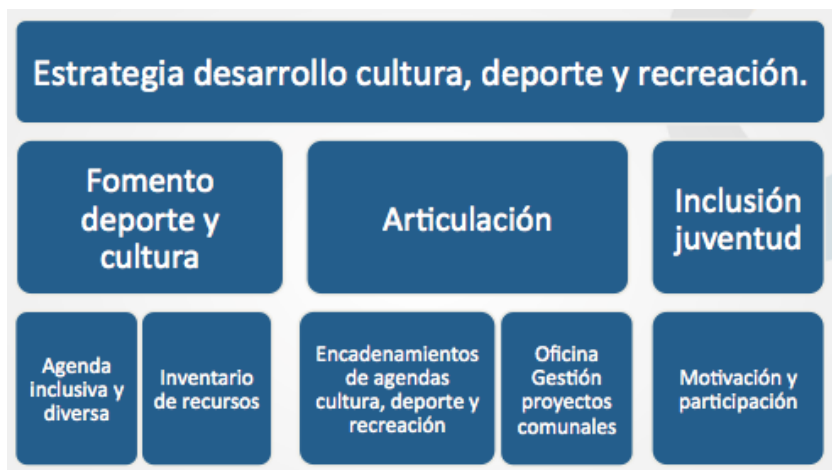 Estrategia desarrollo cultura, deporte y recreación.
Fomento
deporte y
cultura
Articulación
Inclusión
juventud
Agenda
inclusiva y
diversa
Inventario
de recursos
Encadenamientos
de agendas
cultura, deporte y
recreación
Oficina
Gestión
proyectos
comunales
Motivación y
participación